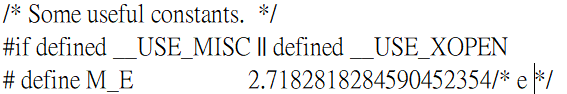 /* Some useful constants.  */
#if defined __USE_MISC || defined __USE_XOPEN
# define M_E 2.7182818284590452354/* e */